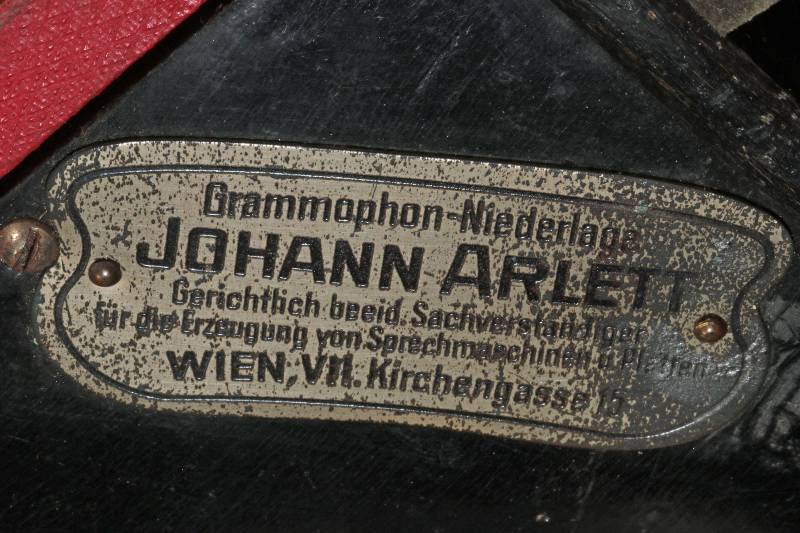 Grammophon-Niederlage
JOHANN ARLETT
Gerichtlich beeid. Sachverständiger
für die Erzeugung von Sprechmaschinen u. Platten
WIEN, VII. Kirchengasse 15